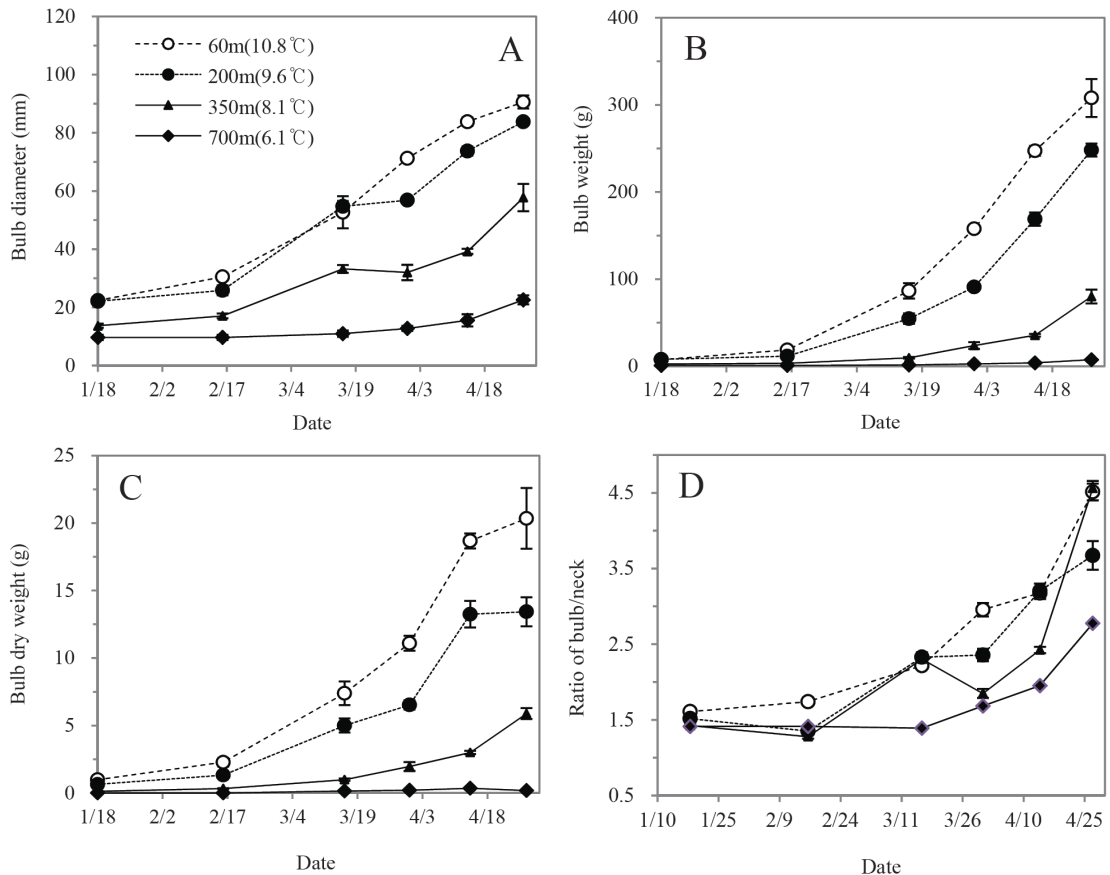 120
100
80
60
40
20
0
Bulb diameter (mm)
60m(10.8℃)
200m(9.6℃)
350m(8.1℃)
700m(6.1℃)
A
1/18 2/2 2/17 3/4 3/19 4/3 4/18
Date
400
300
200
100
0
Bulb weight (g)
B
1/18 2/2 2/17 3/4 3/19 4/3 4/18
Date
25
20
15
10
5
0
Bulb dry weight (g)
C
1/18 2/2 2/17 3/4 3/19 4/3 4/18
Date
4.5
3.5
2.5
1.5
0.5
Ratio of bulb/neck
D
1/10 1/25 2/9 2/24 3/11 3/26 4/10 4/25
Date